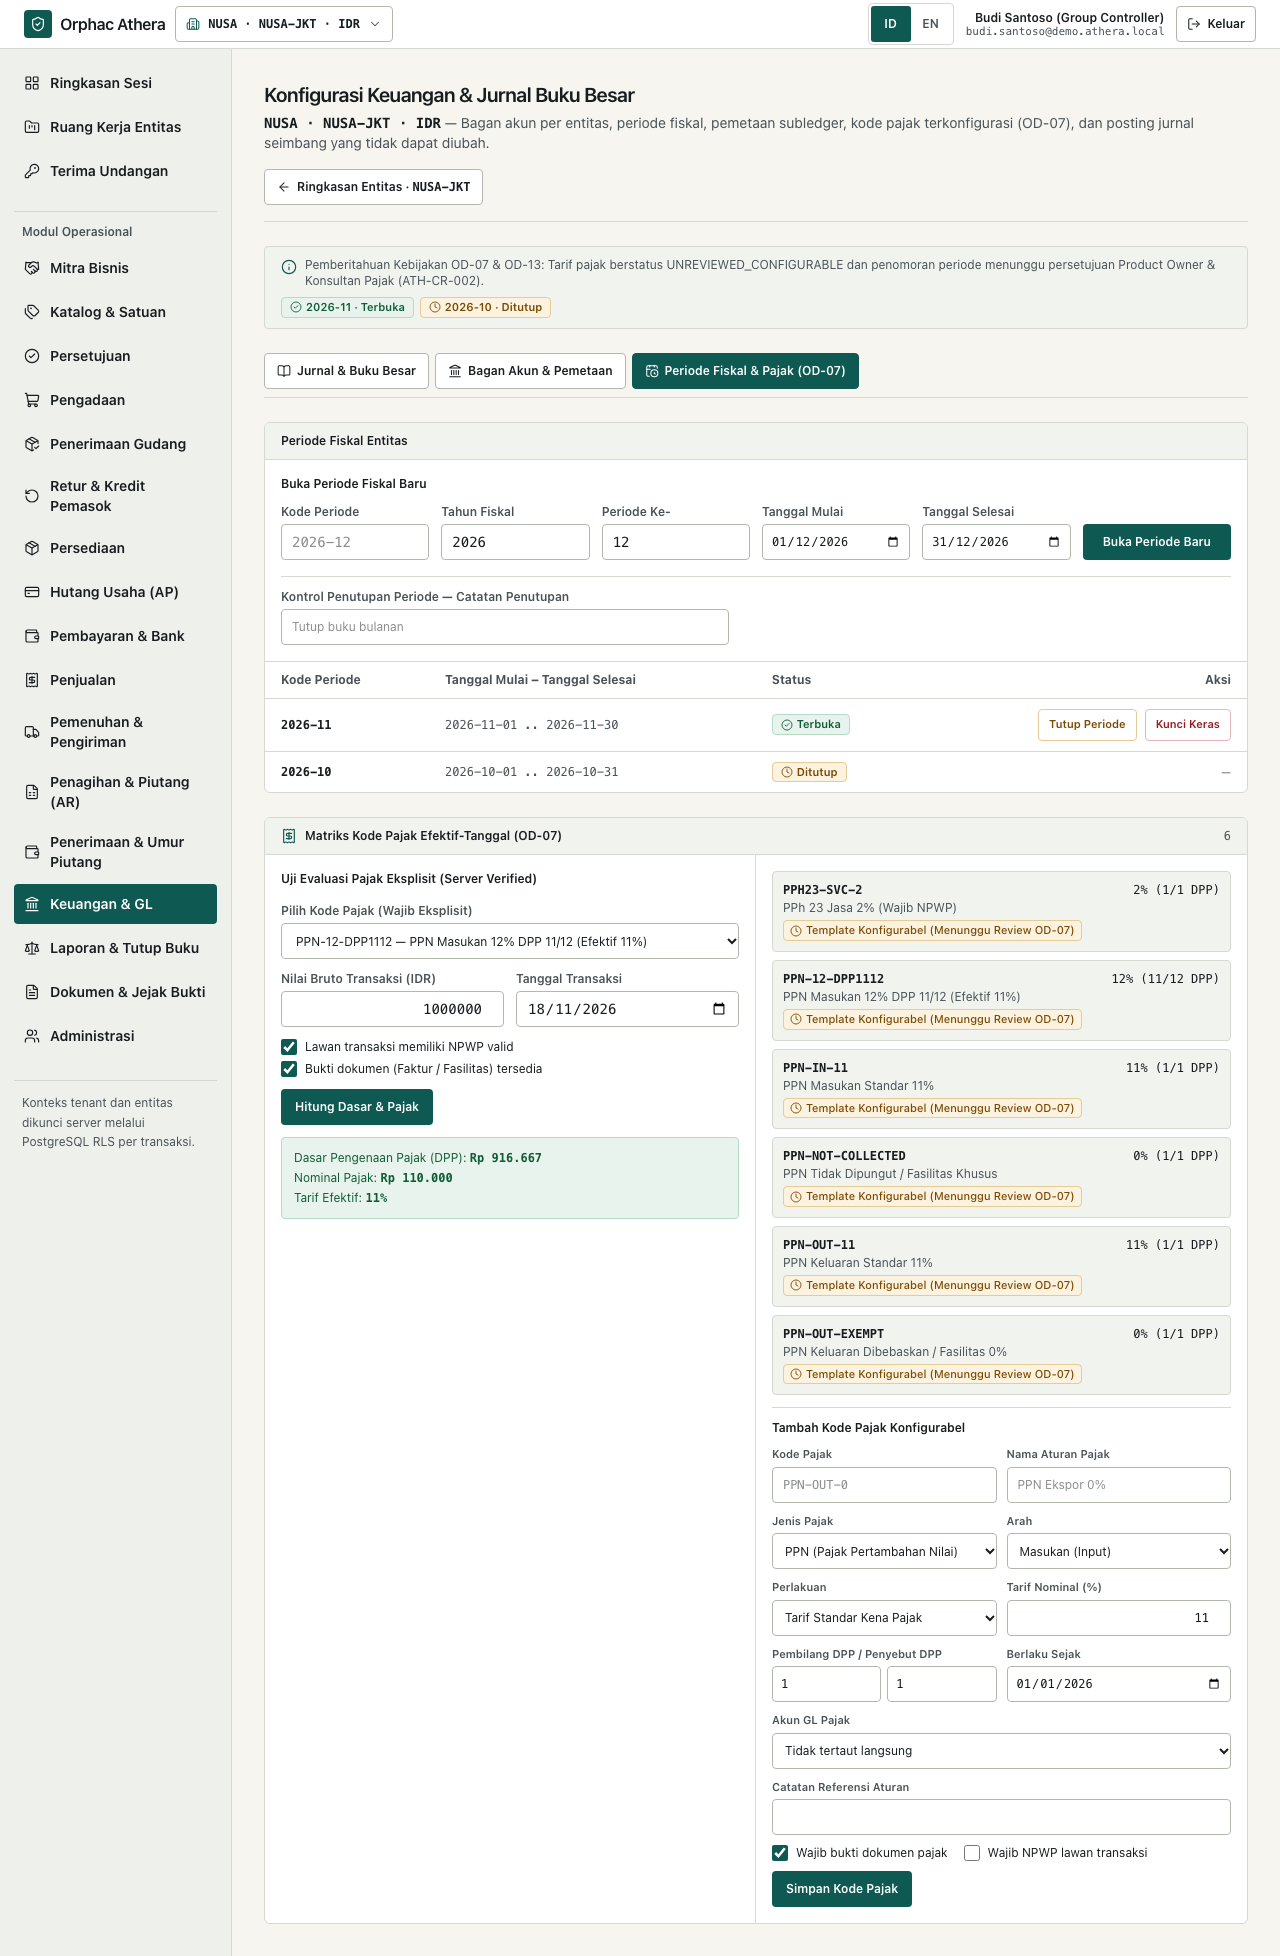 Orphac Athera
NUSA · NUSA-JKT · IDR
ID EN
Budi Santoso (Group Controller)
budi.santoso@demo.athera.local
Keluar
Ringkasan Sesi
Ruang Kerja Entitas
Terima Undangan
Modul Operasional
Mitra Bisnis
Katalog & Satuan
Persetujuan
Pengadaan
Penerimaan Gudang
Retur & Kredit
Pemasok
Persediaan
Hutang Usaha (AP)
Pembayaran & Bank
Penjualan
Pemenuhan &
Pengiriman
Penagihan & Piutang
(AR)
Penerimaan & Umur
Piutang
Keuangan & GL
Laporan & Tutup Buku
Dokumen & Jejak Bukti
Administrasi
Konteks tenant dan entitas
dikunci server melalui
PostgreSQL RLS per transaksi.
Konfigurasi Keuangan & Jurnal Buku Besar
NUSA · NUSA-JKT · IDR — Bagan akun per entitas, periode fiskal, pemetaan subledger, kode pajak terkonfigurasi (OD-07), dan posting jurnal
seimbang yang tidak dapat diubah.
Ringkasan Entitas · NUSA-JKT
Pemberitahuan Kebijakan OD-07 & OD-13: Tarif pajak berstatus UNREVIEWED_CONFIGURABLE dan penomoran periode menunggu persetujuan Product Owner &
Konsultan Pajak (ATH-CR-002).
2026-11 · Terbuka
2026-10 · Ditutup
Jurnal & Buku Besar
Bagan Akun & Pemetaan
Periode Fiskal & Pajak (OD-07)
Periode Fiskal Entitas
Buka Periode Fiskal Baru
Kode Periode Tahun Fiskal Periode Ke- Tanggal Mulai Tanggal Selesai
2026-12 2026 12 01/12/2026 31/12/2026 Buka Periode Baru
Kontrol Penutupan Periode — Catatan Penutupan
Tutup buku bulanan
Kode Periode Tanggal Mulai – Tanggal Selesai Status Aksi
2026-11 2026-11-01 .. 2026-11-30 Terbuka Tutup Periode Kunci Keras
2026-10 2026-10-01 .. 2026-10-31 Ditutup —
Matriks Kode Pajak Efektif-Tanggal (OD-07) 6
Uji Evaluasi Pajak Eksplisit (Server Verified)
Pilih Kode Pajak (Wajib Eksplisit)
PPN-12-DPP1112 — PPN Masukan 12% DPP 11/12 (Efektif 11%)
Nilai Bruto Transaksi (IDR) Tanggal Transaksi
1000000 18/11/2026
Lawan transaksi memiliki NPWP valid
Bukti dokumen (Faktur / Fasilitas) tersedia
Hitung Dasar & Pajak
Dasar Pengenaan Pajak (DPP): Rp 916.667
Nominal Pajak: Rp 110.000
Tarif Efektif: 11%
PPH23-SVC-2 2% (1/1 DPP)
PPh 23 Jasa 2% (Wajib NPWP)
Template Konfigurabel (Menunggu Review OD-07)
PPN-12-DPP1112 12% (11/12 DPP)
PPN Masukan 12% DPP 11/12 (Efektif 11%)
Template Konfigurabel (Menunggu Review OD-07)
PPN-IN-11 11% (1/1 DPP)
PPN Masukan Standar 11%
Template Konfigurabel (Menunggu Review OD-07)
PPN-NOT-COLLECTED 0% (1/1 DPP)
PPN Tidak Dipungut / Fasilitas Khusus
Template Konfigurabel (Menunggu Review OD-07)
PPN-OUT-11 11% (1/1 DPP)
PPN Keluaran Standar 11%
Template Konfigurabel (Menunggu Review OD-07)
PPN-OUT-EXEMPT 0% (1/1 DPP)
PPN Keluaran Dibebaskan / Fasilitas 0%
Template Konfigurabel (Menunggu Review OD-07)
Tambah Kode Pajak Konfigurabel
Kode Pajak Nama Aturan Pajak
PPN-OUT-0 PPN Ekspor 0%
Jenis Pajak Arah
PPN (Pajak Pertambahan Nilai) Masukan (Input)
Perlakuan Tarif Nominal (%)
Tarif Standar Kena Pajak 11
Pembilang DPP / Penyebut DPP Berlaku Sejak
1 1 01/01/2026
Akun GL Pajak
Tidak tertaut langsung
Catatan Referensi Aturan
Wajib bukti dokumen pajak Wajib NPWP lawan transaksi
Simpan Kode Pajak